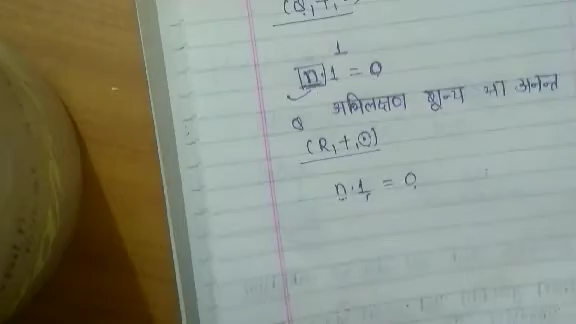 (Q, +, ·)
1
n·1 = 0
Q अभिलक्षण शून्य या अनन्त
(R, +, ⊙)
n·1 = 0